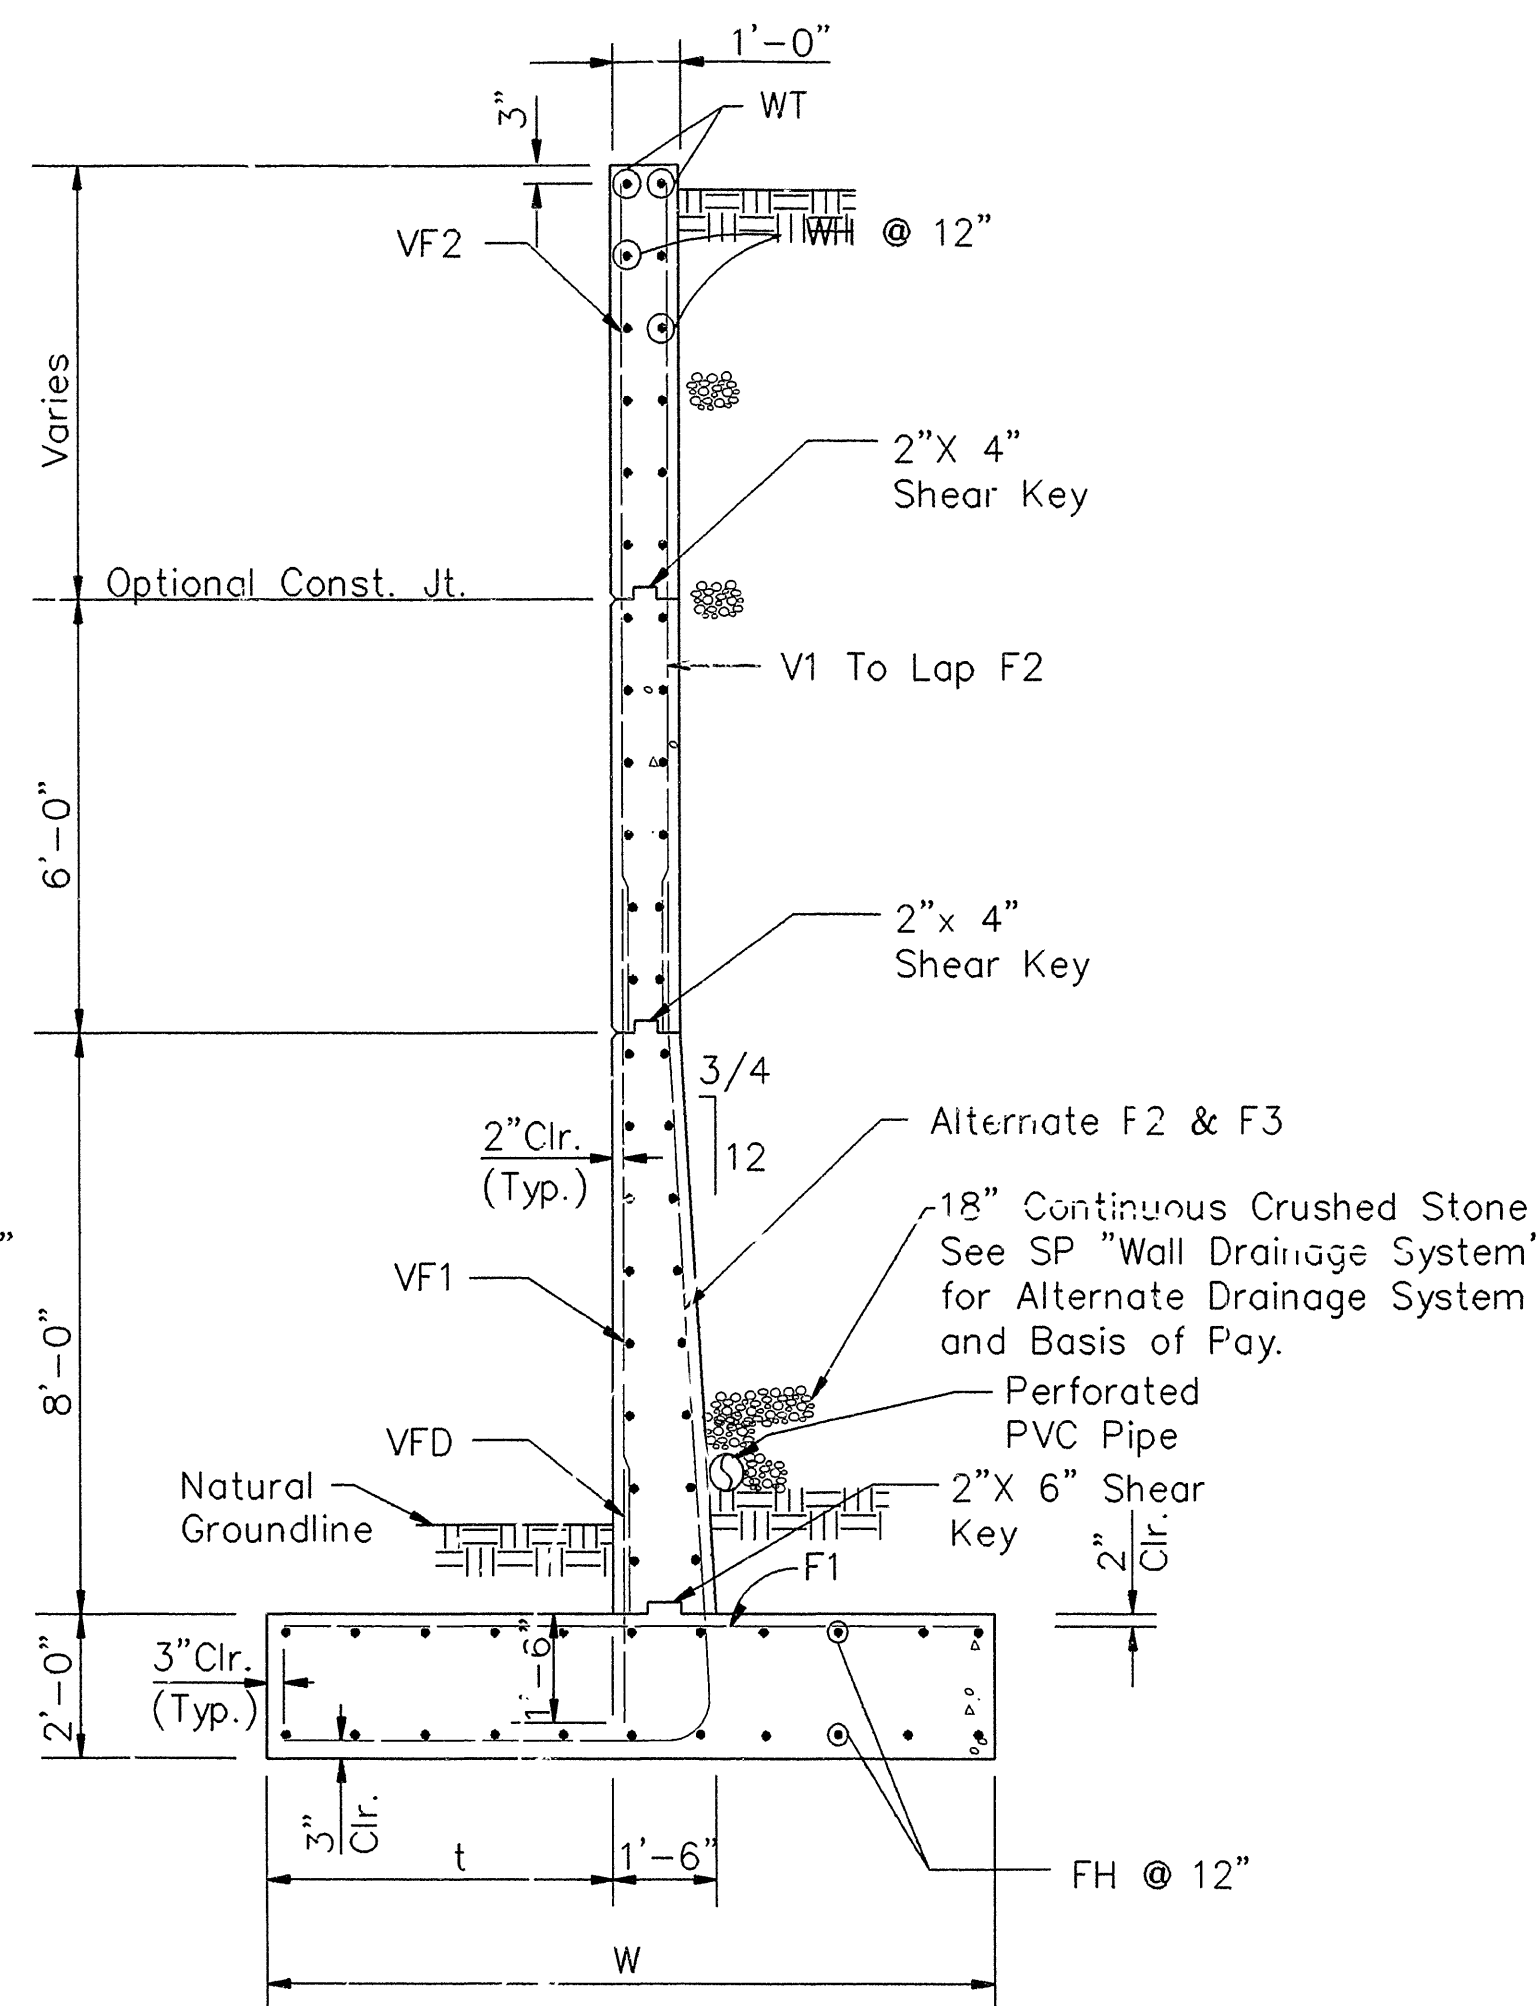 1'-0"
3"
WT
VF2
WH @ 12"
Varies
2"X 4"
Shear Key
Optional Const. Jt.
V1 To Lap F2
6'-0"
2"x 4"
Shear Key
3/4
12
2"Clr.
(Typ.)
Alternate F2 & F3
18" Continuous Crushed Stone
See SP "Wall Drainage System"
for Alternate Drainage System
and Basis of Pay.
"
VF1
8'-0"
Perforated
PVC Pipe
VFD
Natural
Groundline
2"X 6" Shear
Key
2"
Clr.
F1
3"Clr.
(Typ.)
2'-0"
1'-6"
3"
Clr.
t
1'-6"
FH @ 12"
W